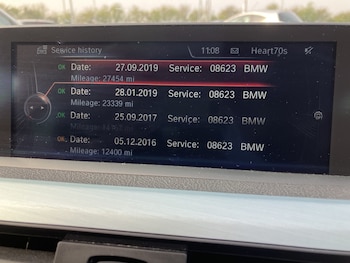 Service history 11:08 Heart70s
OK Date: 27.09.2019 Service: 08623 BMW
Mileage: 27454 mi
OK Date: 28.01.2019 Service: 08623 BMW
Mileage: 23339 mi
OK Date: 25.09.2017 Service: 08623 BMW
OK Date: 05.12.2016 Service: 08623 BMW
Mileage: 12400 mi